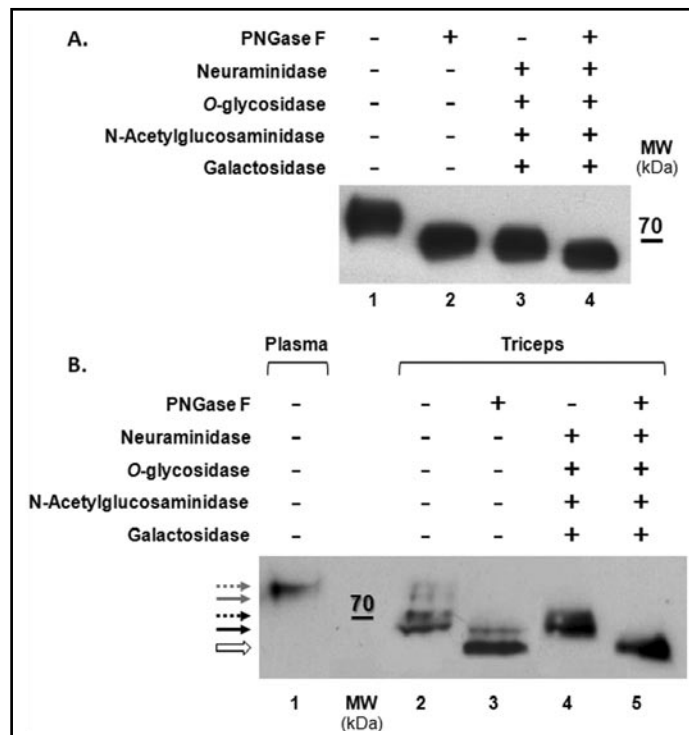 A.
PNGase F - + - +
Neuraminidase - - + +
O-glycosidase - - + +
N-Acetylglucosaminidase - - + +
Galactosidase - - + +
MW
(kDa)
70
1 2 3 4
Plasma Triceps
B.
PNGase F - - + - +
Neuraminidase - - - + +
O-glycosidase - - - + +
N-Acetylglucosaminidase - - - + +
Galactosidase - - - + +
70
1 MW 2 3 4 5
(kDa)